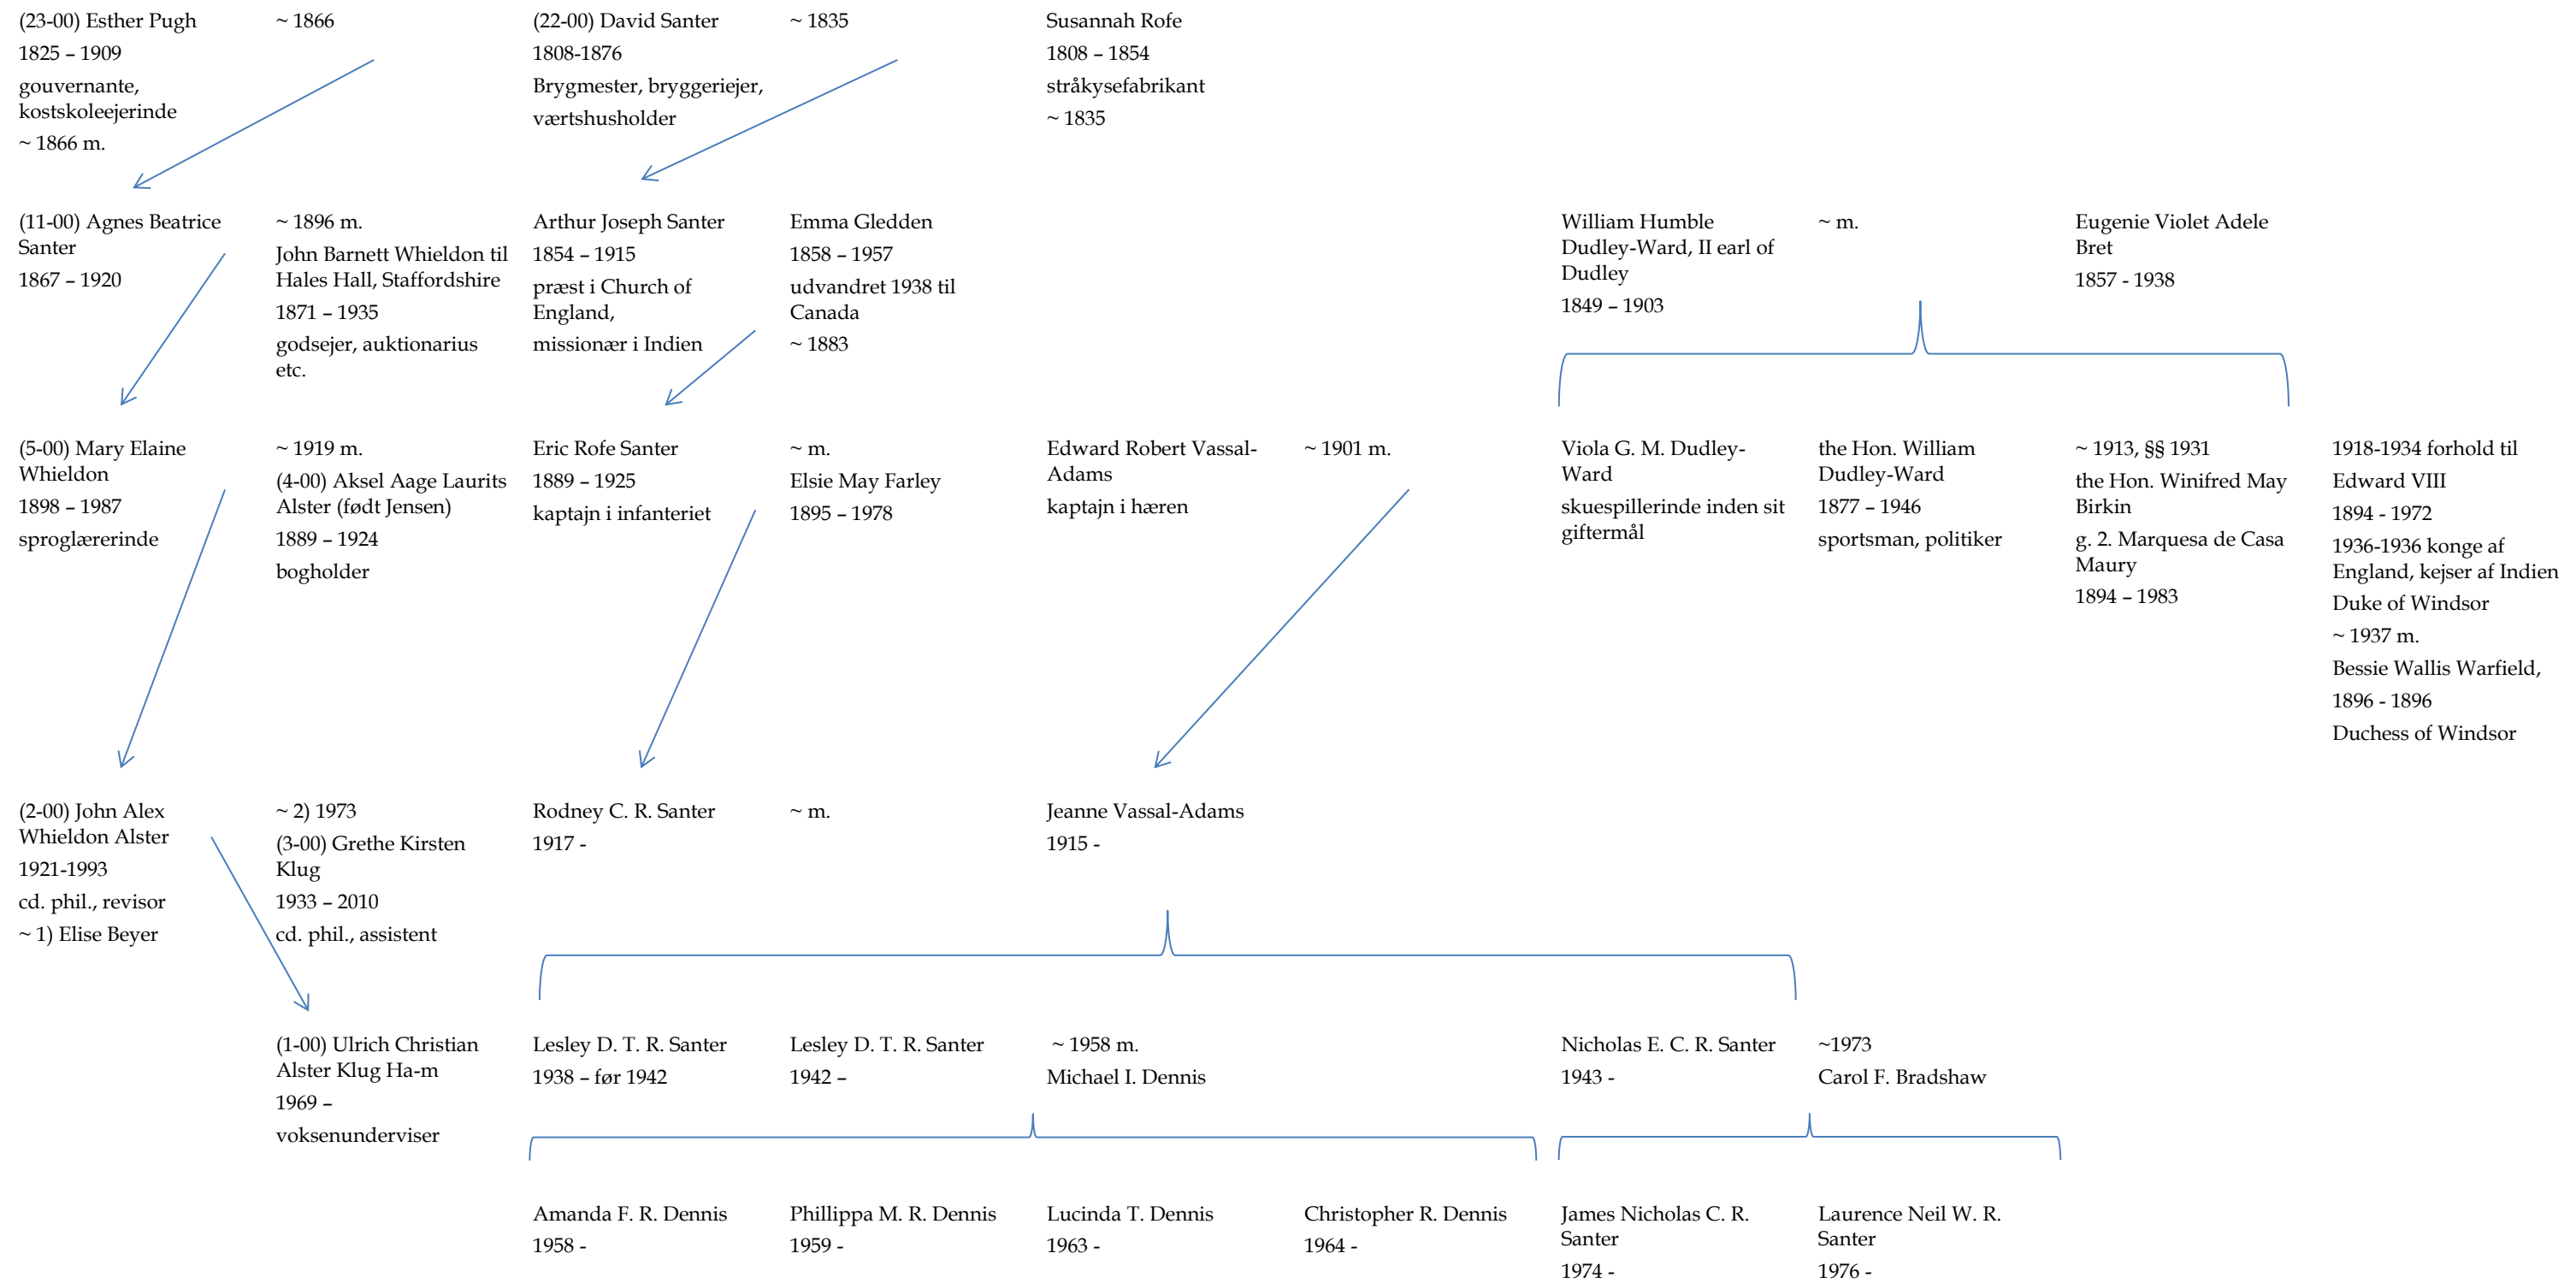 (23-00) Esther Pugh
1825 – 1909
gouvernante,
kostskoleejerinde
~ 1866 m.
~ 1866
(22-00) David Santer
1808-1876
Brygmester, bryggeriejer,
værtshusholder
~ 1835
Susannah Rofe
1808 – 1854
stråkysefabrikant
~ 1835
(11-00) Agnes Beatrice
Santer
1867 – 1920
~ 1896 m.
John Barnett Whieldon til
Hales Hall, Staffordshire
1871 – 1935
godsejer, auktionarius
etc.
Arthur Joseph Santer
1854 – 1915
præst i Church of
England,
missionær i Indien
Emma Gledden
1858 – 1957
udvandret 1938 til
Canada
~ 1883
William Humble
Dudley-Ward, II earl of
Dudley
1849 – 1903
~ m.
Eugenie Violet Adele
Bret
1857 - 1938
(5-00) Mary Elaine
Whieldon
1898 – 1987
sproglærerinde
~ 1919 m.
(4-00) Aksel Aage Laurits
Alster (født Jensen)
1889 – 1924
bogholder
Eric Rofe Santer
1889 – 1925
kaptajn i infanteriet
~ m.
Elsie May Farley
1895 – 1978
Edward Robert Vassal-
Adams
kaptajn i hæren
~ 1901 m.
Viola G. M. Dudley-
Ward
skuespillerinde inden sit
giftermål
the Hon. William
Dudley-Ward
1877 – 1946
sportsman, politiker
~ 1913, §§ 1931
the Hon. Winifred May
Birkin
g. 2. Marquesa de Casa
Maury
1894 – 1983
1918-1934 forhold til
Edward VIII
1894 - 1972
1936-1936 konge af
England, kejser af Indien
Duke of Windsor
~ 1937 m.
Bessie Wallis Warfield,
1896 - 1896
Duchess of Windsor
(2-00) John Alex
Whieldon Alster
1921-1993
cd. phil., revisor
~ 1) Elise Beyer
~ 2) 1973
(3-00) Grethe Kirsten
Klug
1933 – 2010
cd. phil., assistent
Rodney C. R. Santer
1917 -
~ m.
Jeanne Vassal-Adams
1915 -
(1-00) Ulrich Christian
Alster Klug Ha-m
1969 –
voksenunderviser
Lesley D. T. R. Santer
1938 – før 1942
Lesley D. T. R. Santer
1942 –
~ 1958 m.
Michael I. Dennis
Nicholas E. C. R. Santer
1943 -
~1973
Carol F. Bradshaw
Amanda F. R. Dennis
1958 -
Phillippa M. R. Dennis
1959 -
Lucinda T. Dennis
1963 -
Christopher R. Dennis
1964 -
James Nicholas C. R.
Santer
1974 -
Laurence Neil W. R.
Santer
1976 -